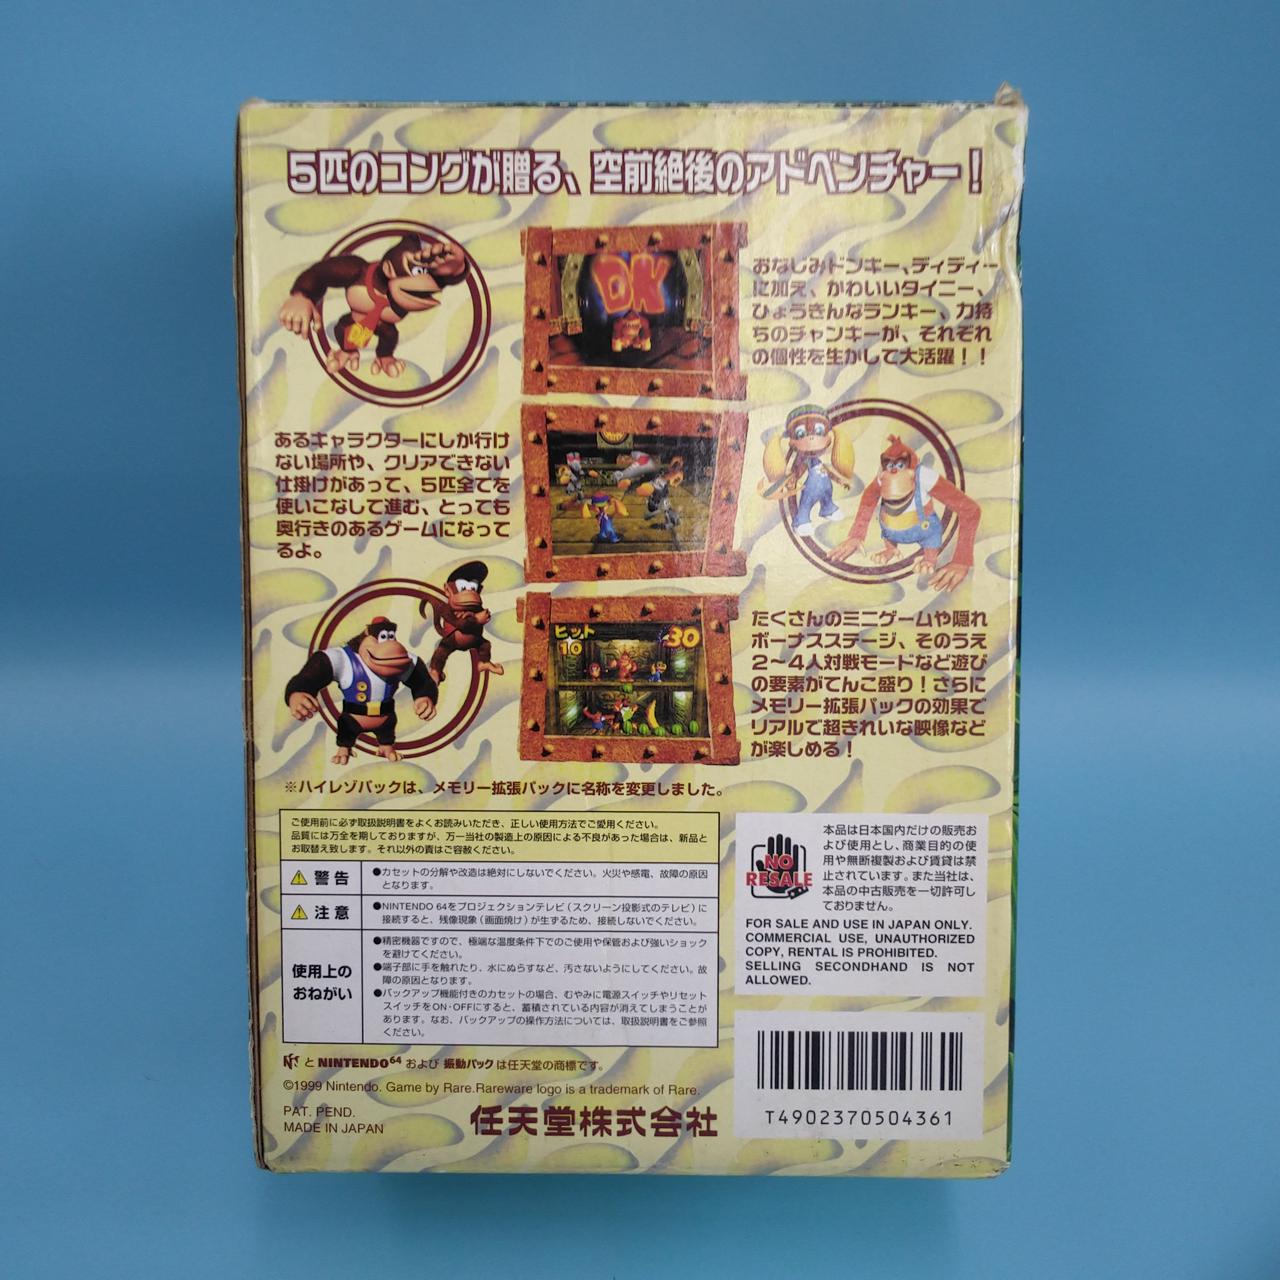 5匹のコングが贈る、空前絶後のアドベンチャー！
DK
おなじみドンキー、ディディー
に加え、かわいいタイニー、
ひょうきんなランキー、力持
ちのチャンキーが、それぞれ
の個性を生かして大活躍！！
あるキャラクターにしか行け
ない場所や、クリアできない
仕掛けがあって、5匹全てを
使いこなして進む、とっても
奥行きのあるゲームになって
るよ。
ヒット
10
30
たくさんのミニゲームや隠れ
ボーナスステージ、そのうえ
2〜4人対戦モードなど遊び
の要素がてんこ盛り！さらに
メモリー拡張パックの効果で
リアルで超きれいな映像など
が楽しめる！
※ハイレゾパックは、メモリー拡張パックに名称を変更しました。
ご使用前に必ず取扱説明書をよくお読みいただき、正しい使用方法でご愛用ください。
品質には万全を期しておりますが、万一当社の製造上の原因による不良があった場合は、新品と
お取替え致します。それ以外の責はご容赦ください。
警告
●カセットの分解や改造は絶対にしないでください。火災や感電、故障の原因
となります。
注意
●NINTENDO 64をプロジェクションテレビ（スクリーン投影式のテレビ）に
接続すると、残像現象（画面焼け）が生ずるため、接続しないでください。
使用上の
おねがい
●精密機器ですので、極端な温度条件下でのご使用や保管および強いショック
を避けてください。
●端子部に手を触れたり、水にぬらすなど、汚さないようにしてください。故
障の原因となります。
●バックアップ機能付きのカセットの場合、むやみに電源スイッチやリセット
スイッチをON・OFFにすると、蓄積されている内容が消えてしまうことが
あります。なお、バックアップの操作方法については、取扱説明書をご参照
ください。
NO
RESALE
本品は日本国内だけの販売お
よび使用とし、商業目的の使
用や無断複製および賃貸は禁
止されています。また当社は、
本品の中古販売を一切許可し
ておりません。
FOR SALE AND USE IN JAPAN ONLY.
COMMERCIAL USE, UNAUTHORIZED
COPY, RENTAL IS PROHIBITED.
SELLING SECONDHAND IS NOT
ALLOWED.
と NINTENDO64 および 振動パック は任天堂の商標です。
©1999 Nintendo. Game by Rare.Rareware logo is a trademark of Rare.
PAT. PEND.
MADE IN JAPAN
任天堂株式会社
T4902370504361